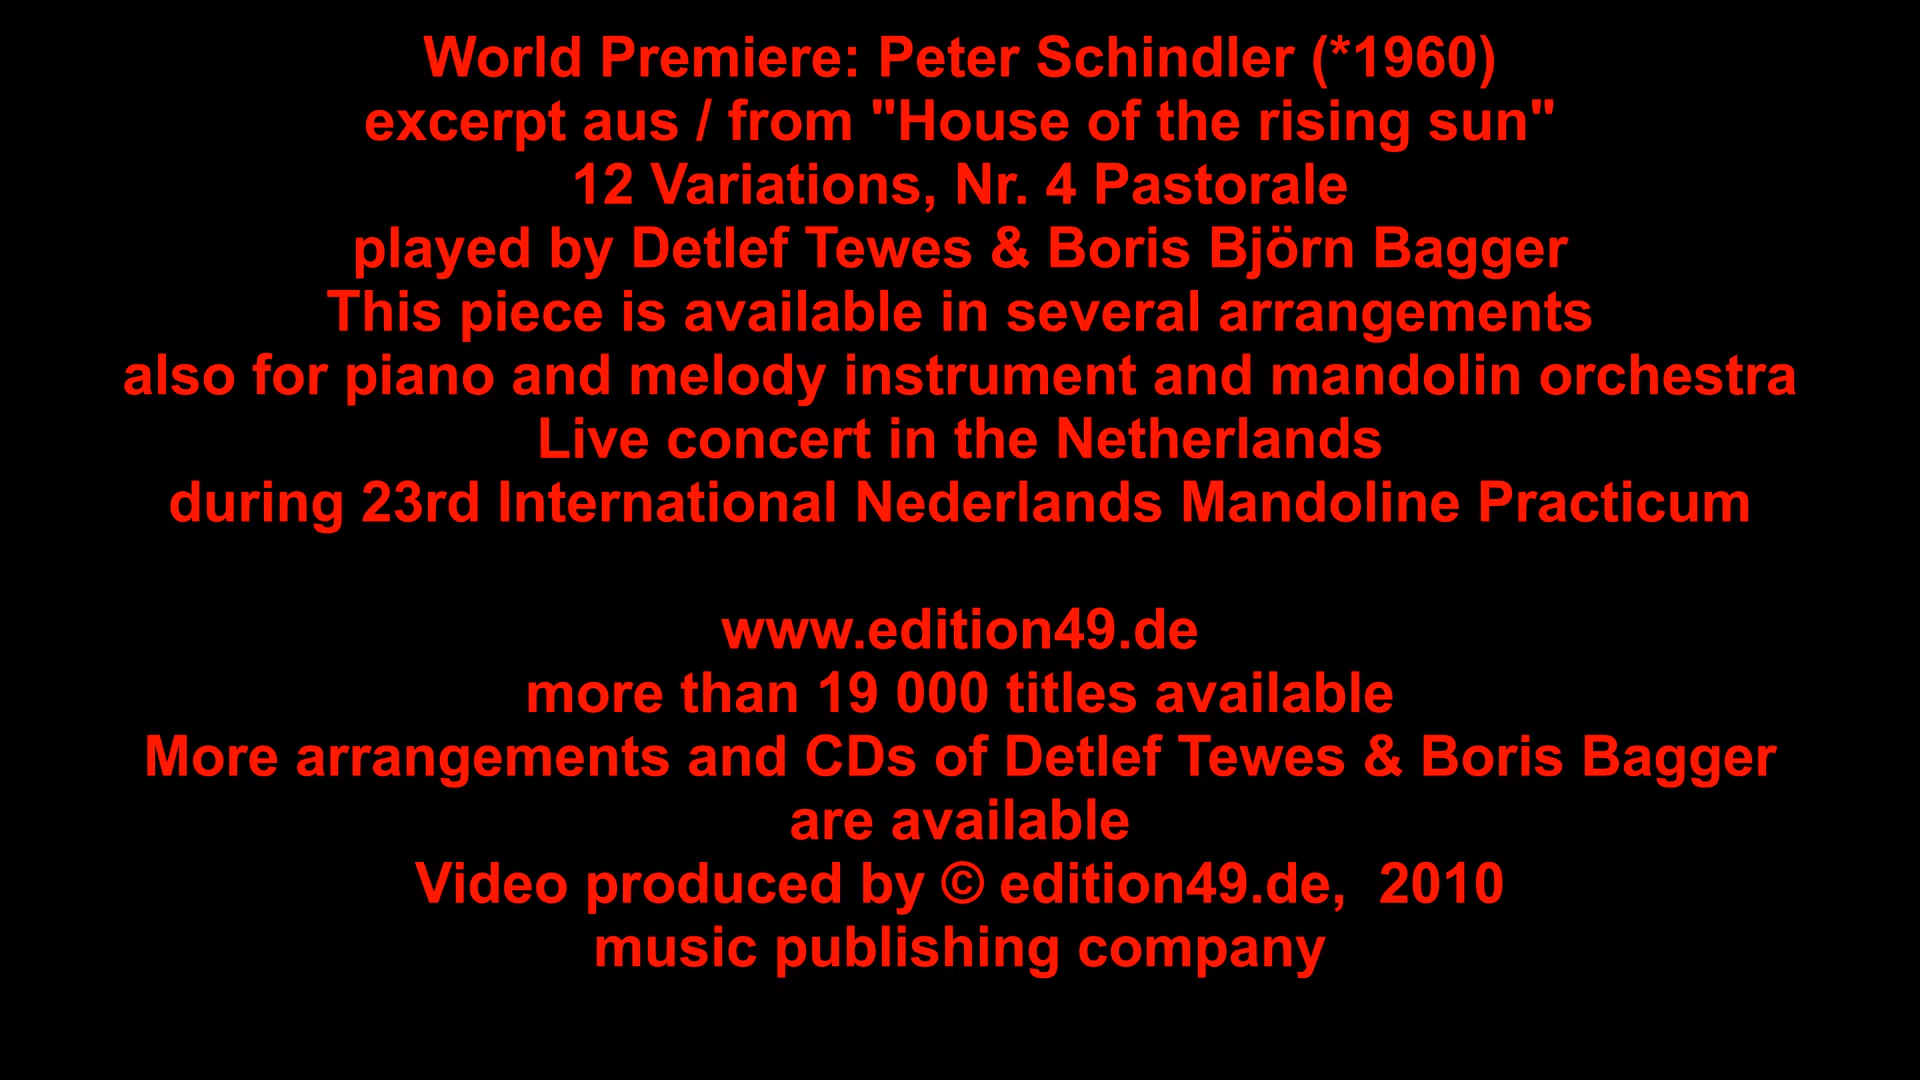 World Premiere: Peter Schindler (*1960)
excerpt aus / from "House of the rising sun"
12 Variations, Nr. 4 Pastorale
played by Detlef Tewes & Boris Björn Bagger
This piece is available in several arrangements
also for piano and melody instrument and mandolin orchestra
Live concert in the Netherlands
during 23rd International Nederlands Mandoline Practicum
www.edition49.de
more than 19 000 titles available
More arrangements and CDs of Detlef Tewes & Boris Bagger
are available
Video produced by © edition49.de,  2010
music publishing company